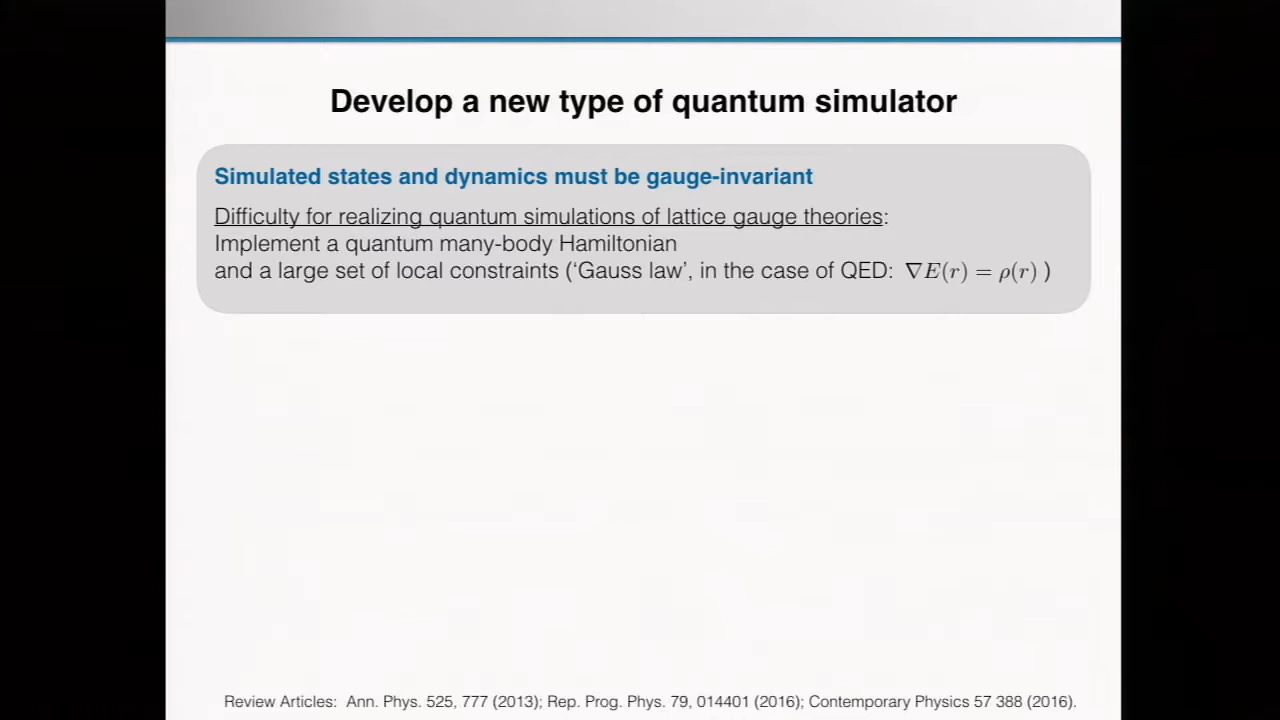 Develop a new type of quantum simulator
Simulated states and dynamics must be gauge-invariant
Difficulty for realizing quantum simulations of lattice gauge theories:
Implement a quantum many-body Hamiltonian
and a large set of local constraints (‘Gauss law’, in the case of QED: ∇E(r) = ρ(r) )
Review Articles: Ann. Phys. 525, 777 (2013); Rep. Prog. Phys. 79, 014401 (2016); Contemporary Physics 57 388 (2016).